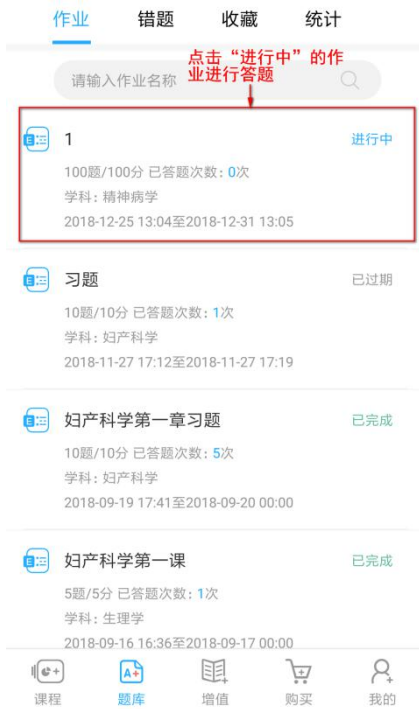 作业 错题 收藏 统计
点击“进行中”的作
业进行答题
请输入作业名称
1 进行中
100题/100分 已答题次数: 0次
学科: 精神病学
2018-12-25 13:04至2018-12-31 13:05
习题 已过期
10题/10分 已答题次数: 1次
学科: 妇产科学
2018-11-27 17:12至2018-11-27 17:19
妇产科学第一章习题 已完成
10题/10分 已答题次数: 5次
学科: 妇产科学
2018-09-19 17:41至2018-09-20 00:00
妇产科学第一课 已完成
5题/5分 已答题次数: 1次
学科: 生理学
2018-09-16 16:36至2018-09-17 00:00
课程 题库 增值 购买 我的